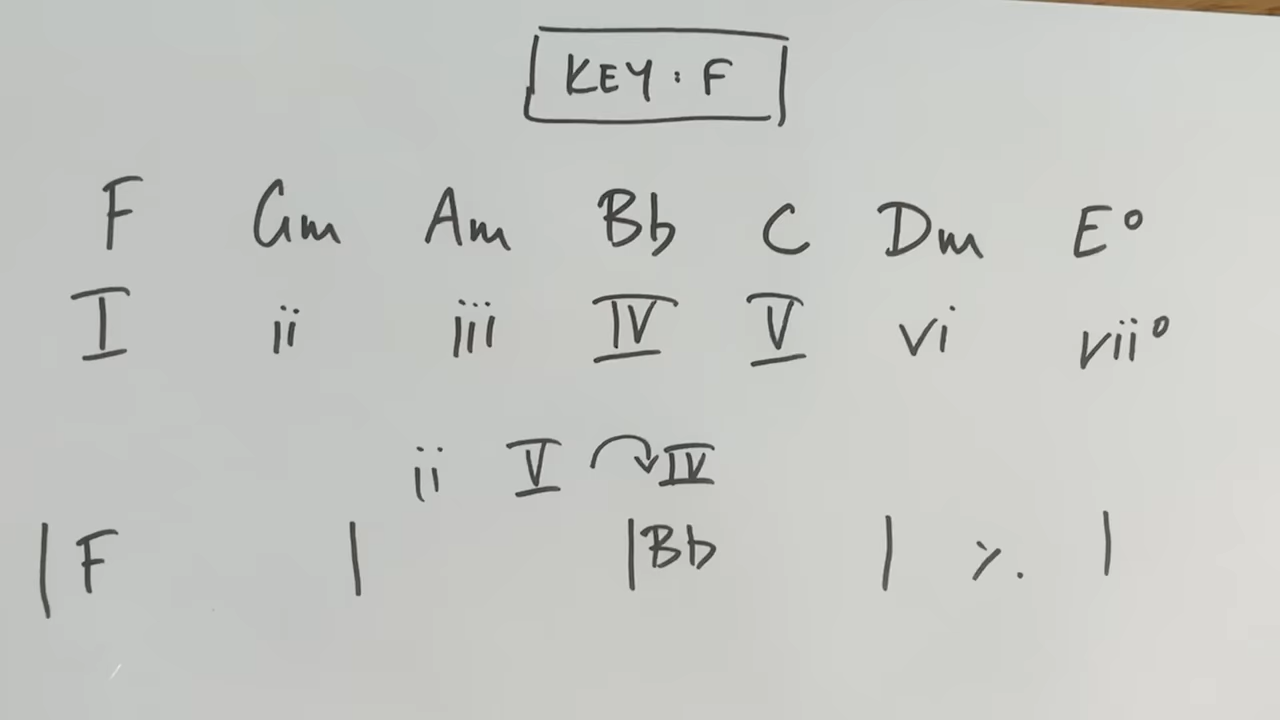 KEY: F
F Gm Am Bb C Dm E°
I ii iii IV V vi vii°
ii V IV
| F | | Bb | ٪ |